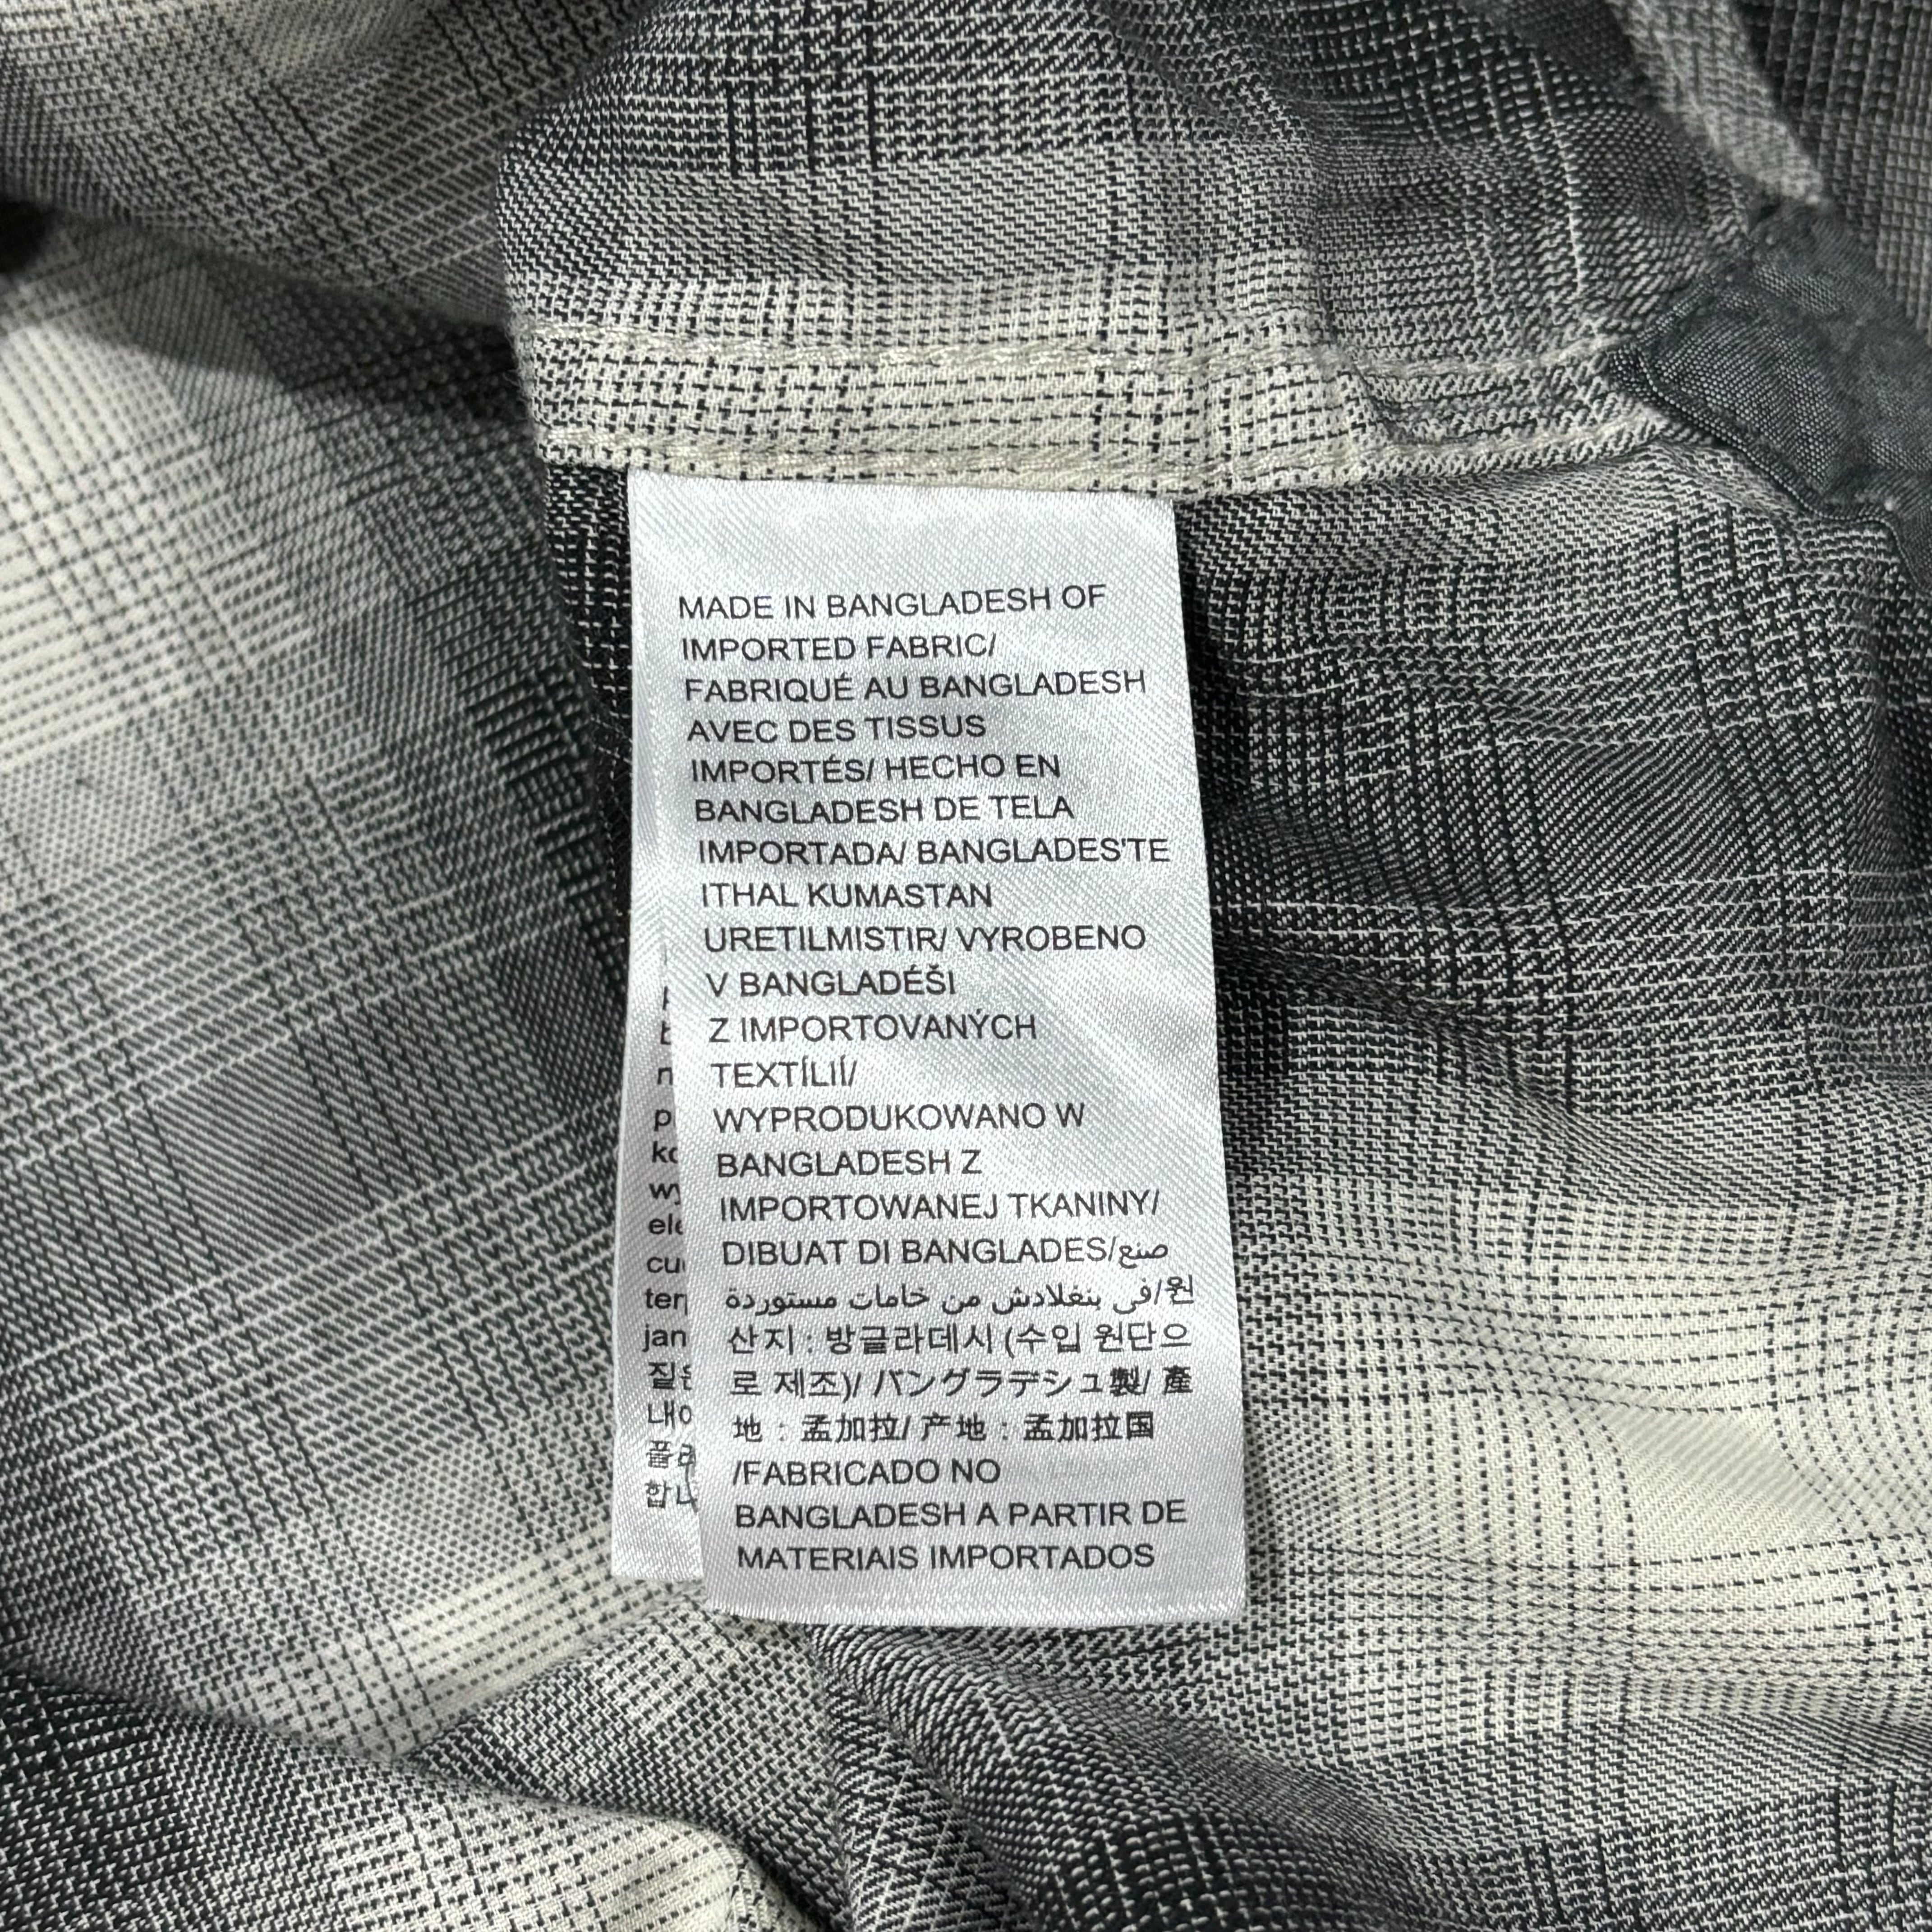 MADE IN BANGLADESH OF
IMPORTED FABRIC/
FABRIQUÉ AU BANGLADESH
AVEC DES TISSUS
IMPORTÉS/ HECHO EN
BANGLADESH DE TELA
IMPORTADA/ BANGLADES'TE
ITHAL KUMASTAN
URETILMISTIR/ VYROBENO
V BANGLADÉŠI
Z IMPORTOVANÝCH
TEXTÍLIÍ/
WYPRODUKOWANO W
BANGLADESH Z
IMPORTOWANEJ TKANINY/
DIBUAT DI BANGLADES/صنع
في بنغلادش من خامات مستوردة/원
산지 : 방글라데시 (수입 원단으
로 제조)/ バングラデシュ製/ 產
地 : 孟加拉/ 产地 : 孟加拉国
/FABRICADO NO
BANGLADESH A PARTIR DE
MATERIAIS IMPORTADOS